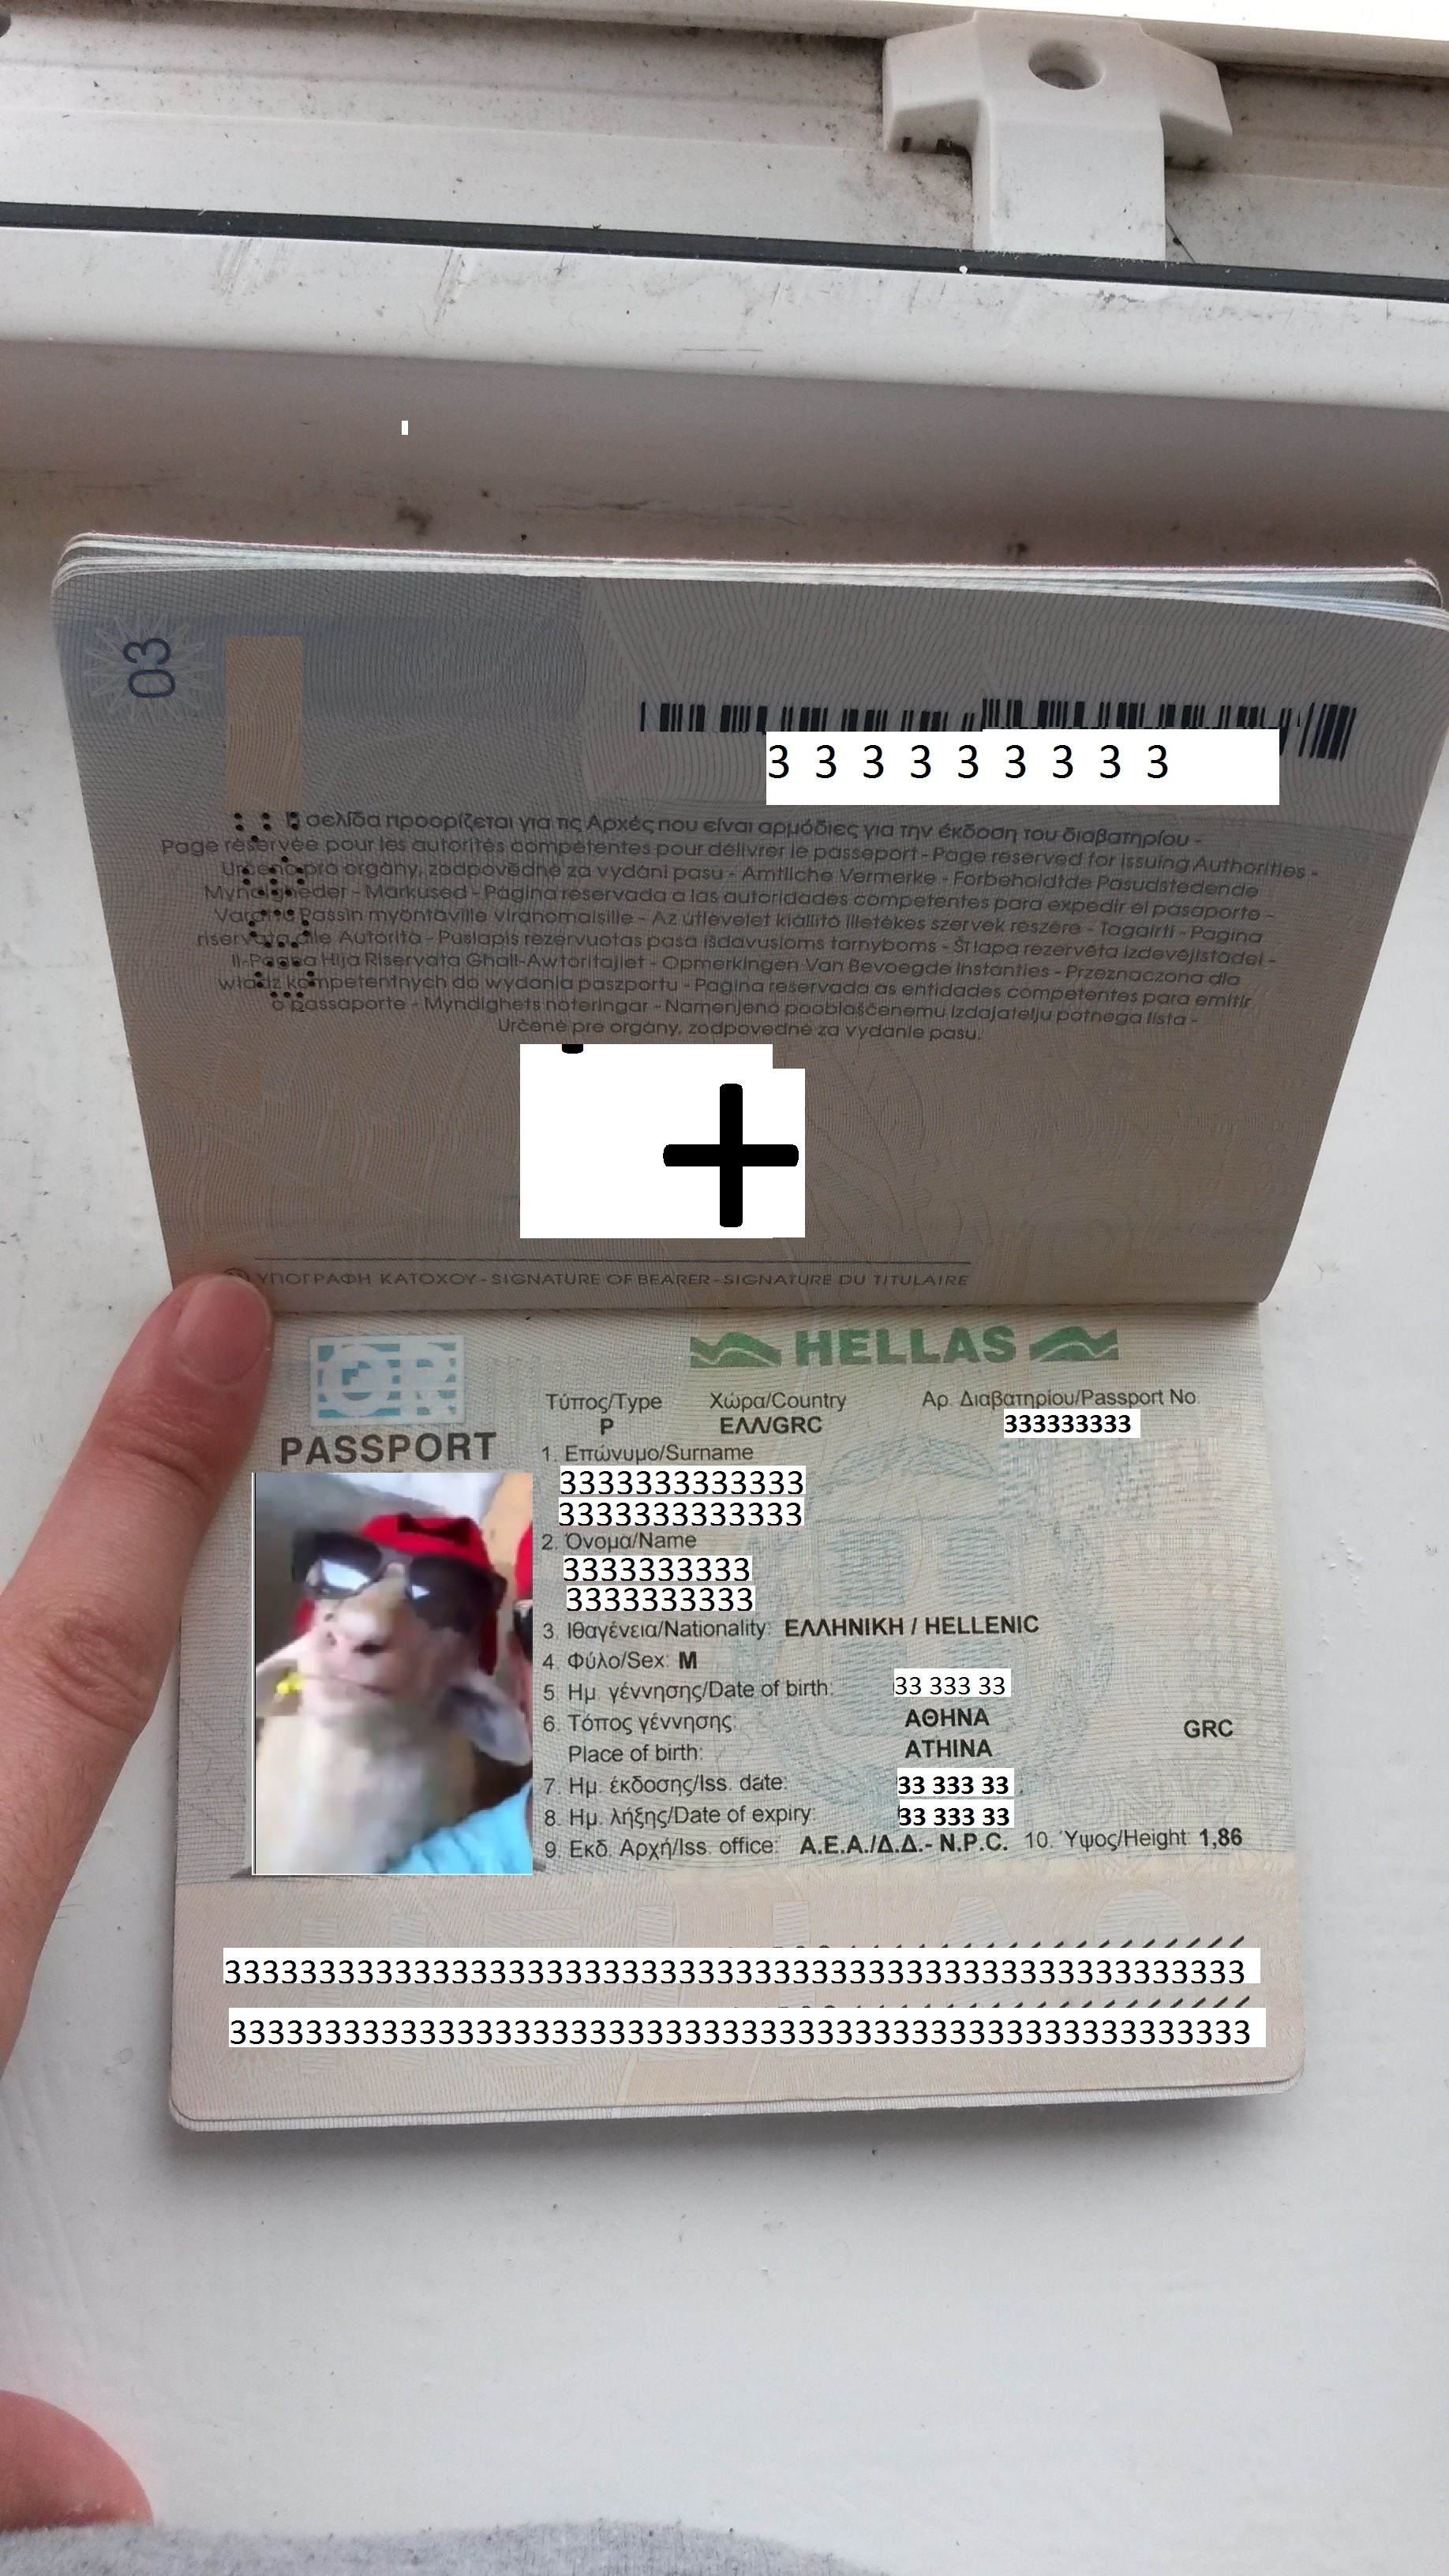 03
3 3 3 3 3 3 3 3 3
σελίδα προορίζεται για τις Αρχές που είναι αρμόδιες για την έκδοση του διαβατηρίου -
Page réservée pour les autorités compétentes pour délivrer le passeport - Page reserved for issuing Authorities -
Určeno pro orgány, zodpovědné za vydání pasu - Amtliche Vermerke - Forbeholdtde Pasudstedende
Myndigheder - Märkused - Página reservada a las autoridades competentes para expedir el pasaporte -
Varattu Passin myöntäville viranomaisille - Az útlevelet kiállító illetékes szervek részére - Tagairtí - Pagina
riservata alle Autorità - Puslapis rezervuotas pasą išdavusioms tarnyboms - Šī lapa rezervēta izdevējiestādei -
Il-Paġna Hija Riservata Għall-Awtoritajiet - Opmerkingen Van Bevoegde Instanties - Przeznaczona dla
władz kompetentnych do wydania paszportu - Página reservada as entidades competentes para emitir
o passaporte - Myndighets noteringar - Namenjeno pooblaščenemu izdajatelju potnega lista -
Určené pre orgány, zodpovedné za vydanie pasu.
ΥΠΟΓΡΑΦΗ ΚΑΤΟΧΟΥ - SIGNATURE OF BEARER - SIGNATURE DU TITULAIRE
GR
HELLAS
PASSPORT
Τύπος/Type Χώρα/Country Αρ. Διαβατηρίου/Passport No.
P ΕΛΛ/GRC 333333333
1. Επώνυμο/Surname
3333333333333
3333333333333
2. Όνομα/Name
3333333333
3333333333
3. Ιθαγένεια/Nationality: ΕΛΛΗΝΙΚΗ / HELLENIC
4. Φύλο/Sex: M
5. Ημ. γέννησης/Date of birth: 33 333 33
6. Τόπος γέννησης: ΑΘΗΝΑ
Place of birth: ATHINA
GRC
7. Ημ. έκδοσης/Iss. date: 33 333 33
8. Ημ. λήξης/Date of expiry: 33 333 33
9. Εκδ. Αρχή/Iss. office: Α.Ε.Α./Δ.Δ.- N.P.C. 10. Ύψος/Height: 1,86
333333333333333333333333333333333333333333333333333333
333333333333333333333333333333333333333333333333333333